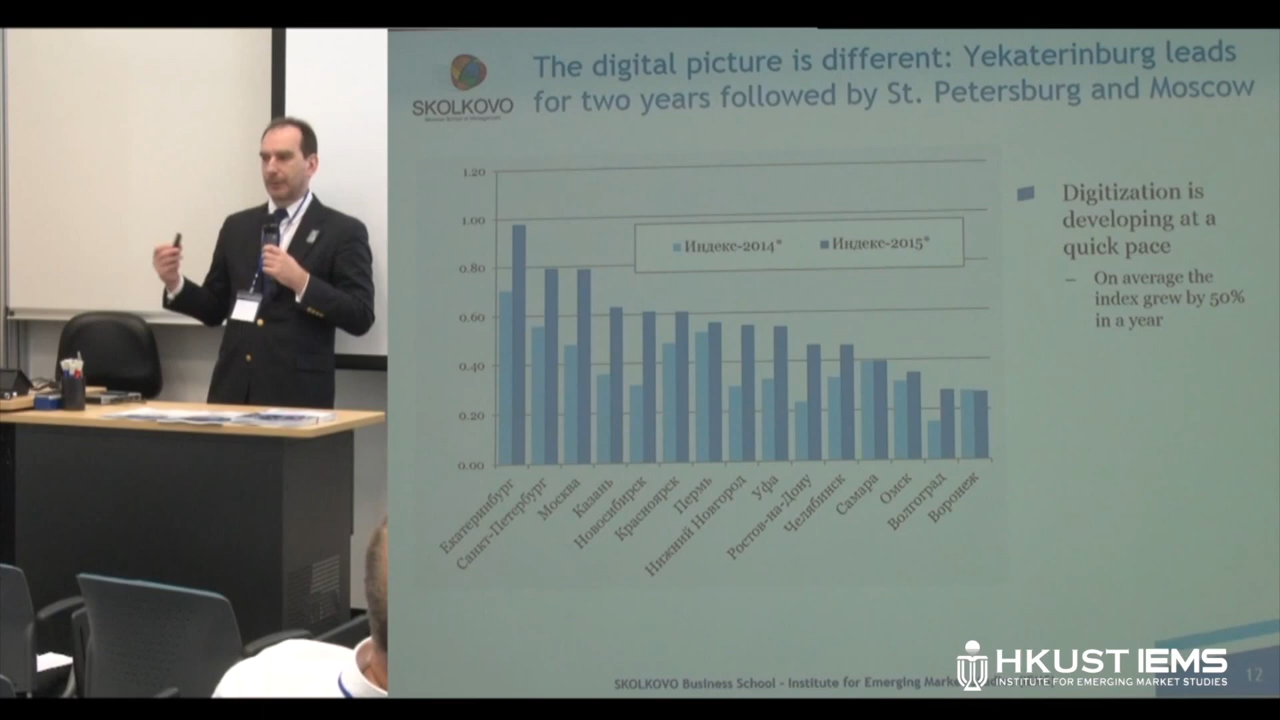 The digital picture is different: Yekaterinburg leads
for two years followed by St. Petersburg and Moscow
SKOLKOVO
1.20
1.00
0.80
0.60
0.40
0.20
0.00
Индекс-2014*
Индекс-2015*
Екатеринбург
Санкт-Петербург
Москва
Казань
Новосибирск
Красноярск
Пермь
Нижний Новгород
Уфа
Ростов-на-Дону
Челябинск
Самара
Омск
Волгоград
Воронеж
Digitization is
developing at a
quick pace
– On average the
index grew by 50%
in a year
SKOLKOVO Business School - Institute for Emerging
HKUST IEMS
INSTITUTE FOR EMERGING MARKET STUDIES
12